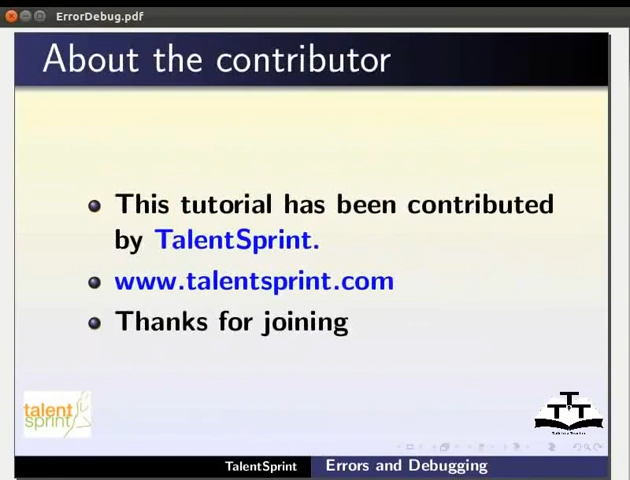 ErrorDebug.pdf
About the contributor
This tutorial has been contributed
by TalentSprint.
www.talentsprint.com
Thanks for joining
talent
sprint
TTT
TalentSprint Errors and Debugging